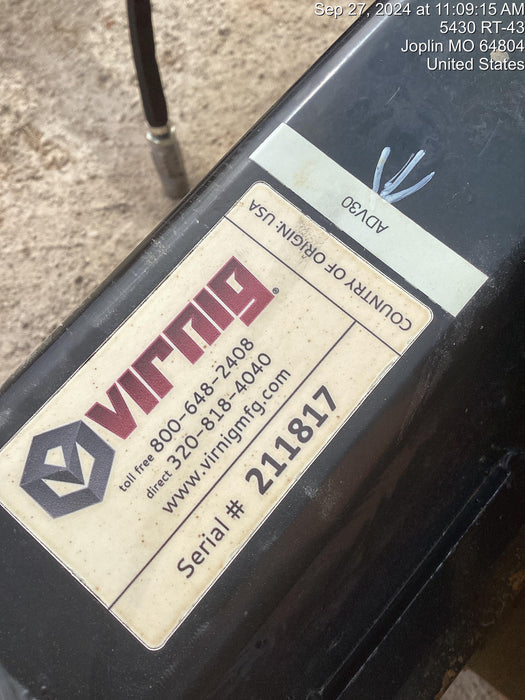 Sep 27, 2024 at 11:09:15 AM
5430 RT-43
Joplin MO 64804
United States
ADV30
COUNTRY OF ORIGIN: USA
virnig®
toll free 800-648-2408
direct 320-818-4040
www.virnigmfg.com
Serial # 211817